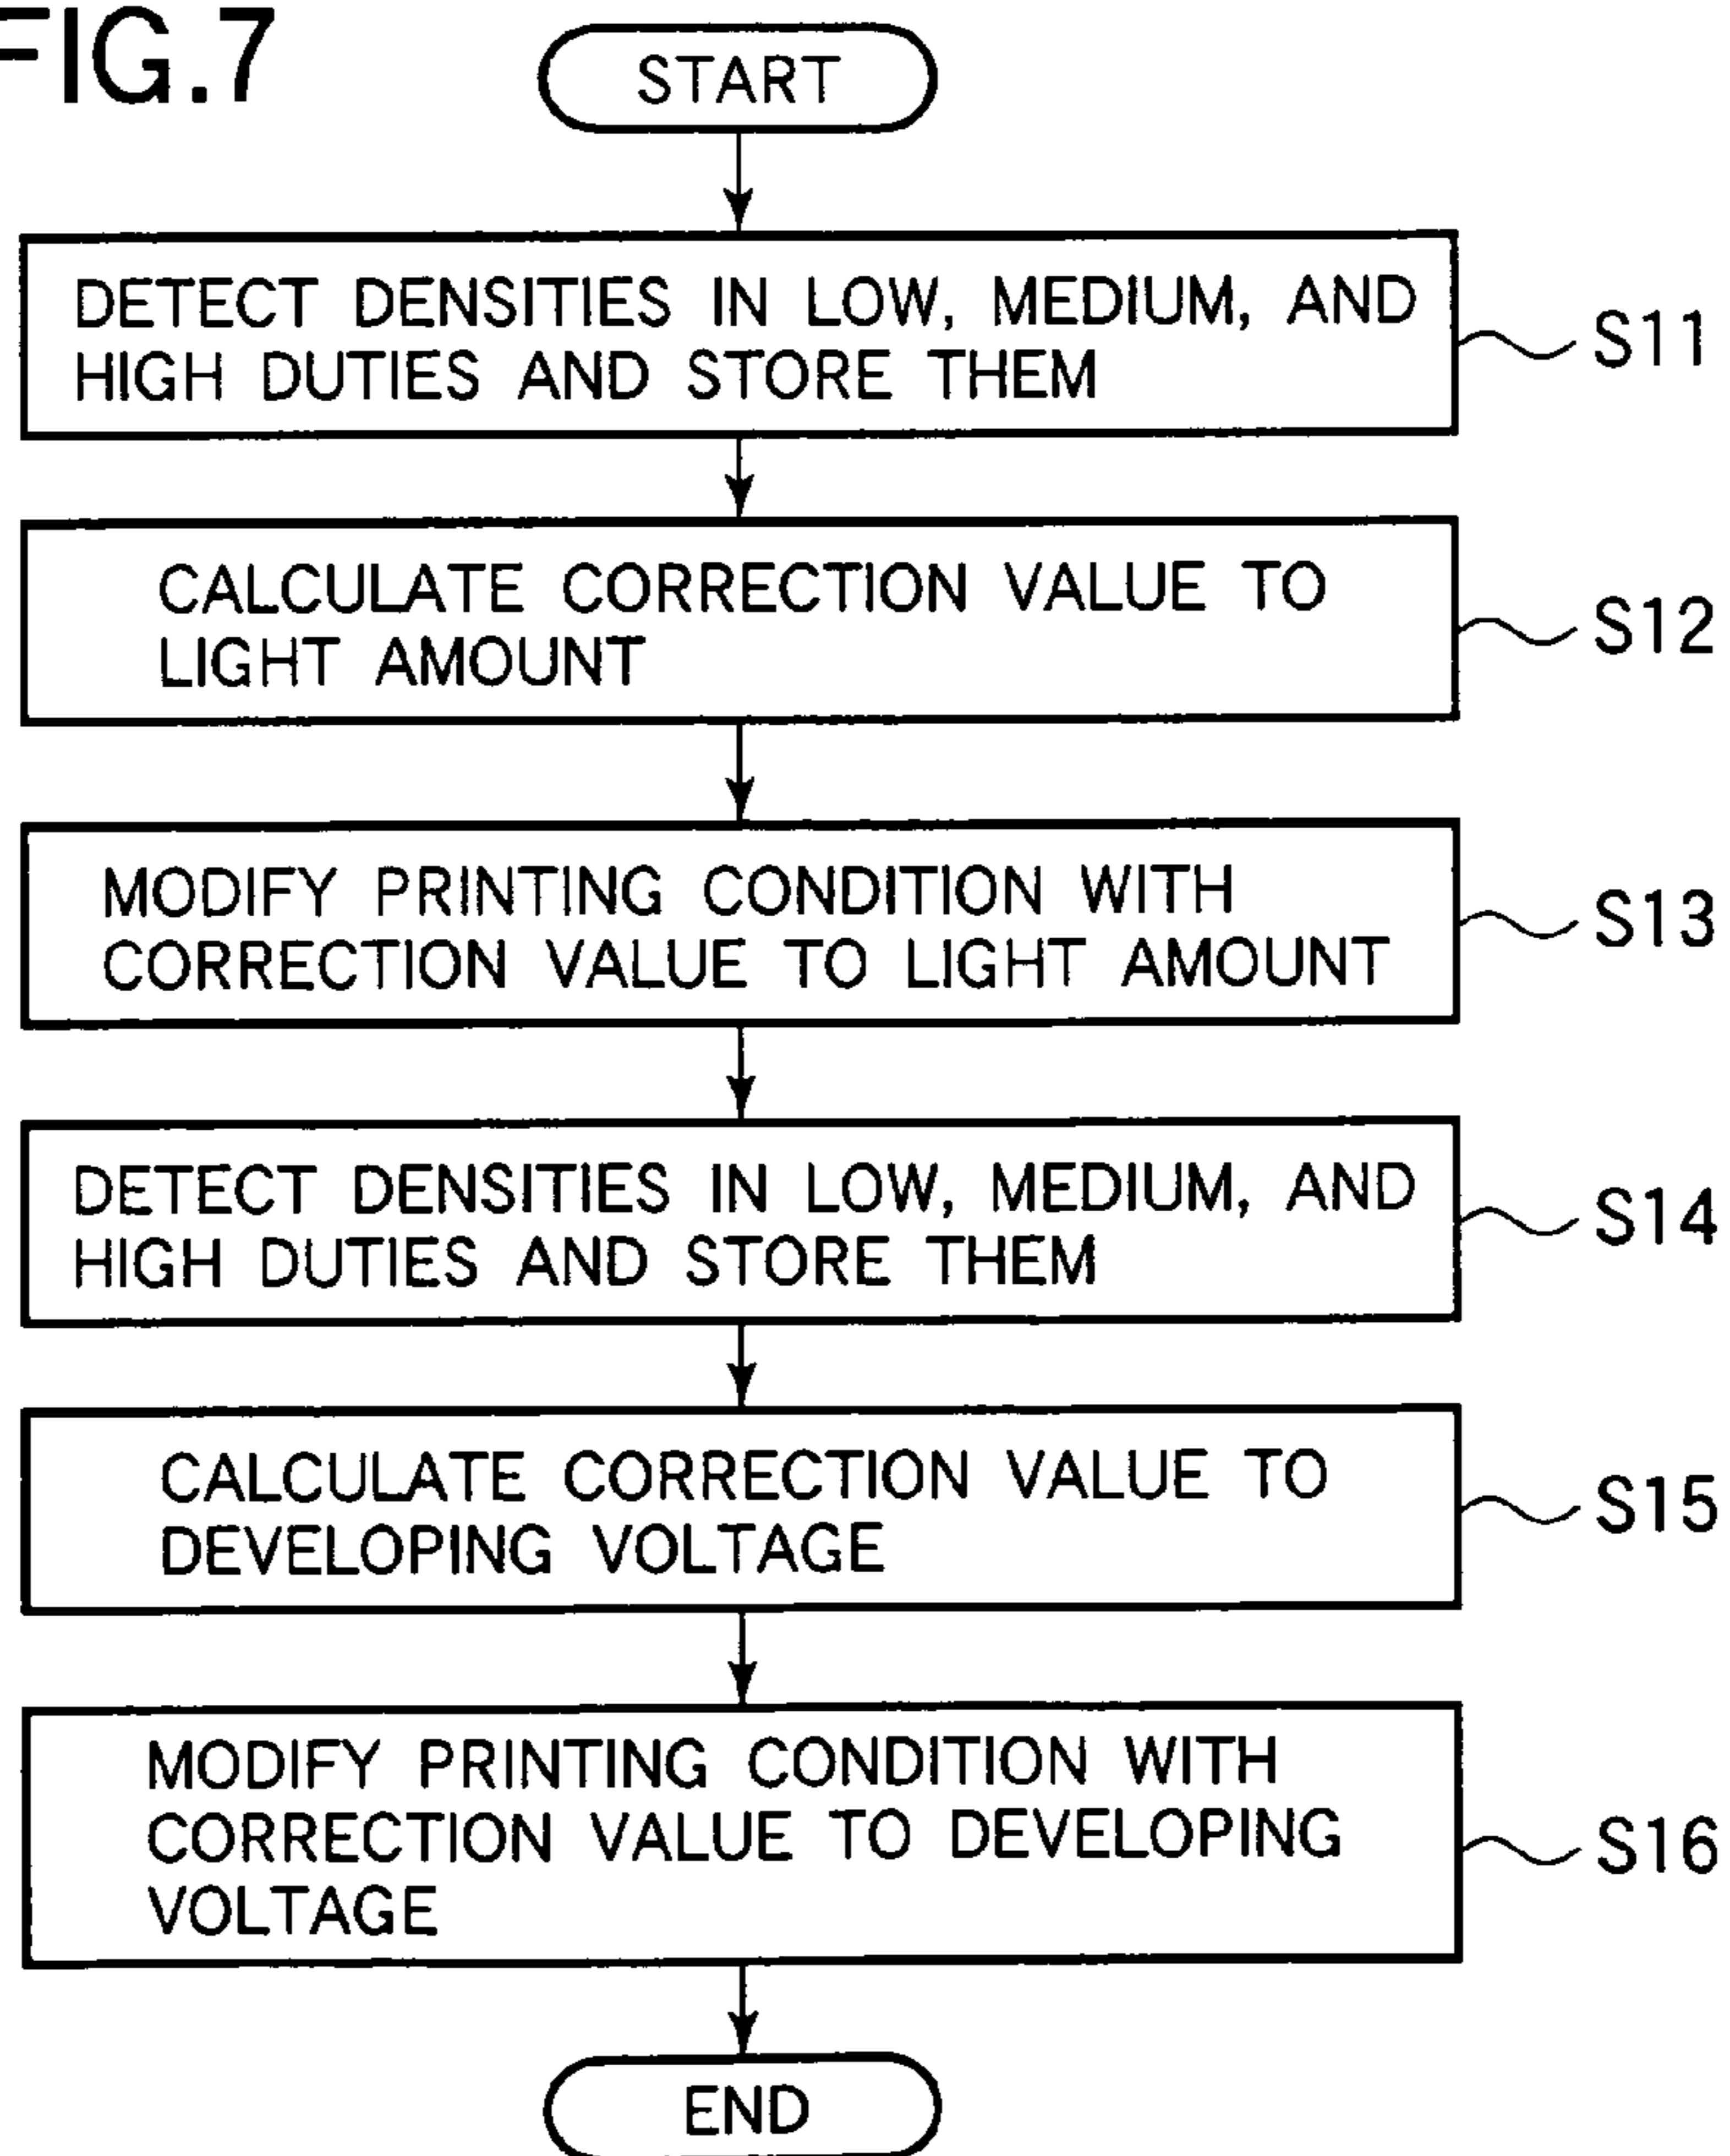 FIG.7
START
DETECT DENSITIES IN LOW, MEDIUM, AND
HIGH DUTIES AND STORE THEM
S11
CALCULATE CORRECTION VALUE TO
LIGHT AMOUNT
S12
MODIFY PRINTING CONDITION WITH
CORRECTION VALUE TO LIGHT AMOUNT
S13
DETECT DENSITIES IN LOW, MEDIUM, AND
HIGH DUTIES AND STORE THEM
S14
CALCULATE CORRECTION VALUE TO
DEVELOPING VOLTAGE
S15
MODIFY PRINTING CONDITION WITH
CORRECTION VALUE TO DEVELOPING
VOLTAGE
S16
END